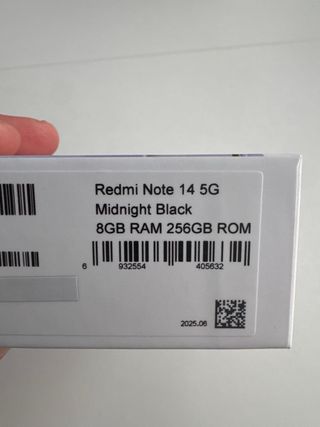 Redmi Note 14 5G
Midnight Black
8GB RAM 256GB ROM
6 932554 405632
2025.06